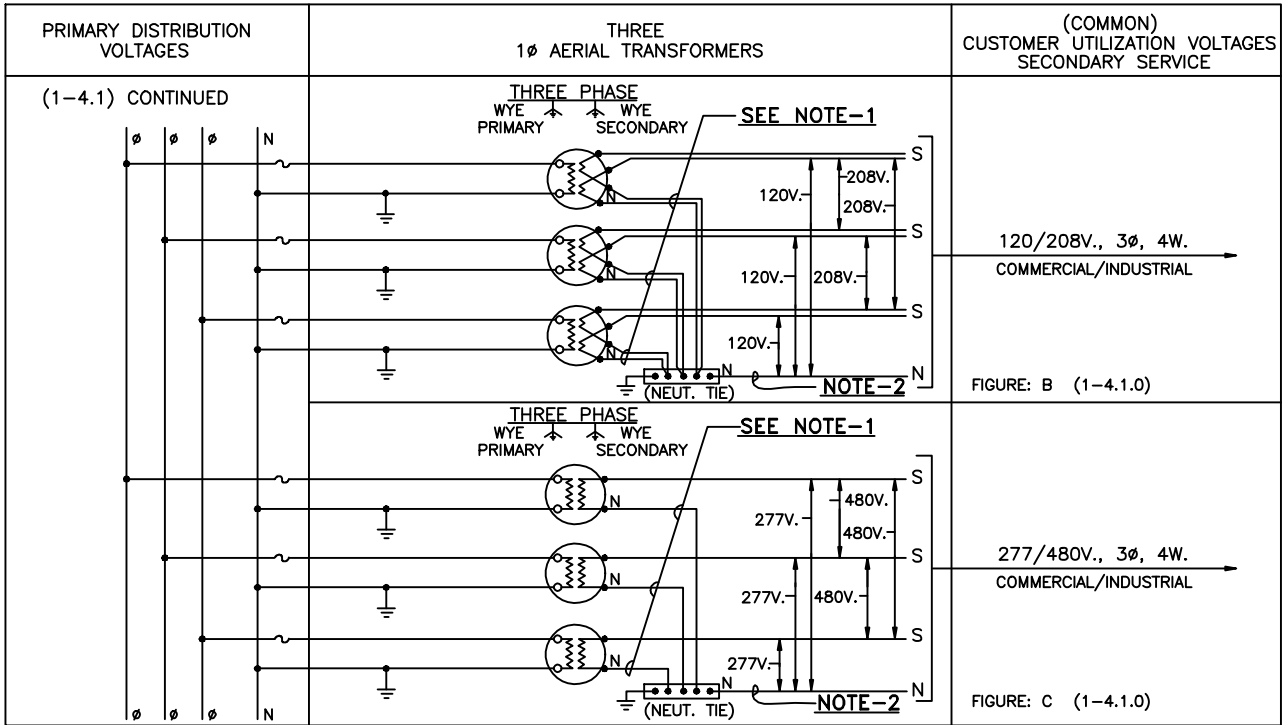 PRIMARY DISTRIBUTION
VOLTAGES
THREE
1ø AERIAL TRANSFORMERS
(COMMON)
CUSTOMER UTILIZATION VOLTAGES
SECONDARY SERVICE
(1-4.1) CONTINUED
ø ø ø N
THREE PHASE
WYE WYE
PRIMARY SECONDARY
SEE NOTE-1
N
N
N
120V.
208V.
208V.
120V.
208V.
120V.
S
S
S
N
N
(NEUT. TIE)
NOTE-2
120/208V., 3ø, 4W.
COMMERCIAL/INDUSTRIAL
FIGURE: B (1-4.1.0)
THREE PHASE
WYE WYE
PRIMARY SECONDARY
SEE NOTE-1
N
N
N
277V.
480V.
480V.
277V.
480V.
277V.
S
S
S
N
N
(NEUT. TIE)
NOTE-2
277/480V., 3ø, 4W.
COMMERCIAL/INDUSTRIAL
FIGURE: C (1-4.1.0)
ø ø ø N